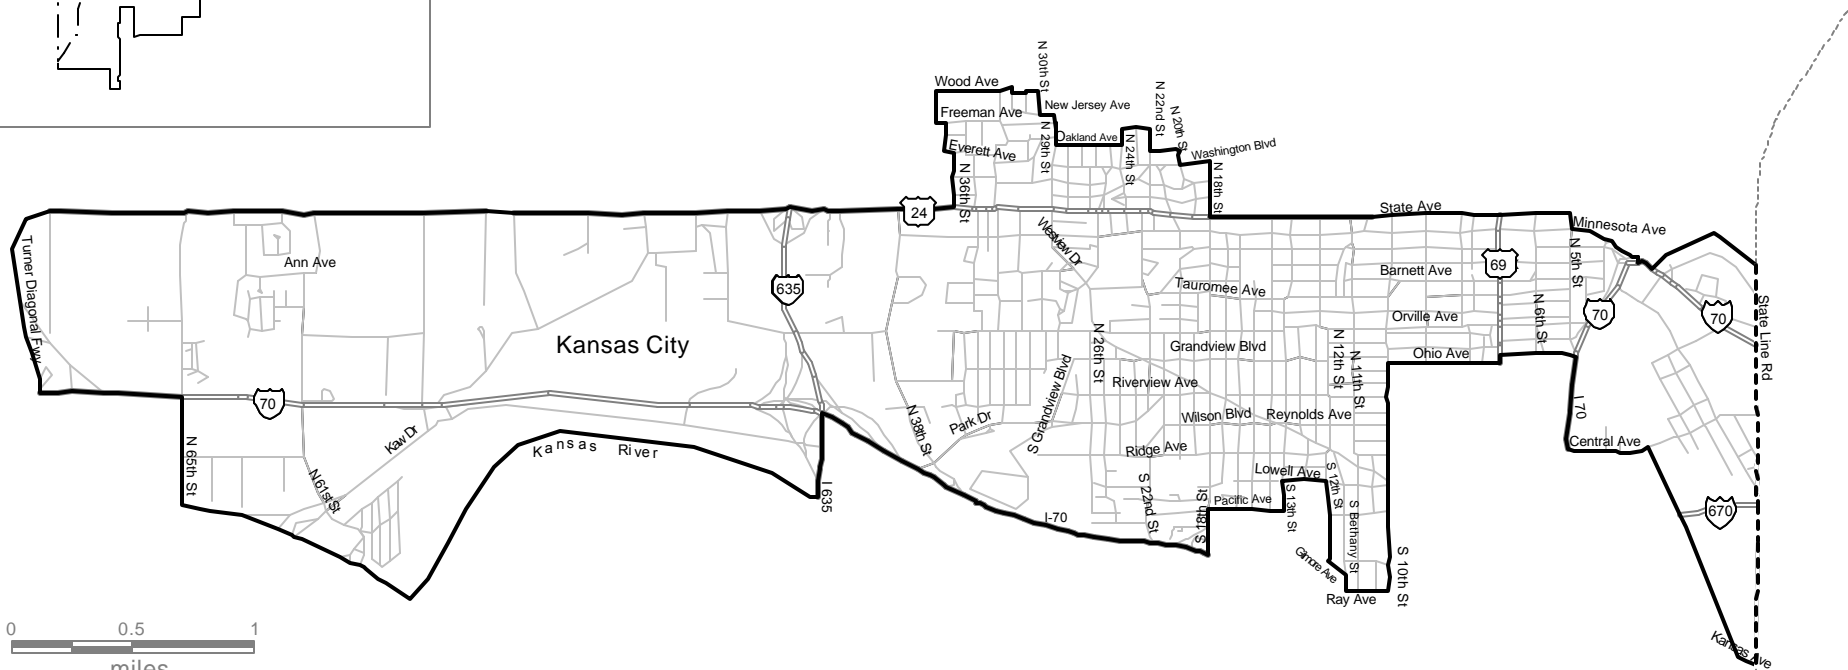 N 30th St
Wood Ave
N 22nd St
New Jersey Ave
Freeman Ave
N 20th St
N 29th St
Oakland Ave
N 24th St
Everett Ave
Washington Blvd
N 36th St
N 18th St
24
State Ave
Minnesota Ave
Turner Diagonal Fwy
Ann Ave
Westview Dr
N 5th St
69
Barnett Ave
635
Tauromee Ave
N 6th St
70
70
State Line Rd
Orville Ave
Kansas City
N 26th St
Grandview Blvd
N 12th St
Ohio Ave
N 11th St
S Grandview Blvd
Riverview Ave
70
N 38th St
Park Dr
Wilson Blvd
Reynolds Ave
I 70
Kaw Dr
Kansas River
Ridge Ave
Central Ave
N 65th St
N 61st St
I 635
Lowell Ave
S 12th St
S 22nd St
S 18th St
Pacific Ave
S 13th St
S Bethany St
I-70
670
Gilmore Ave
S 10th St
Ray Ave
Kansas Ave
0 0.5 1
miles